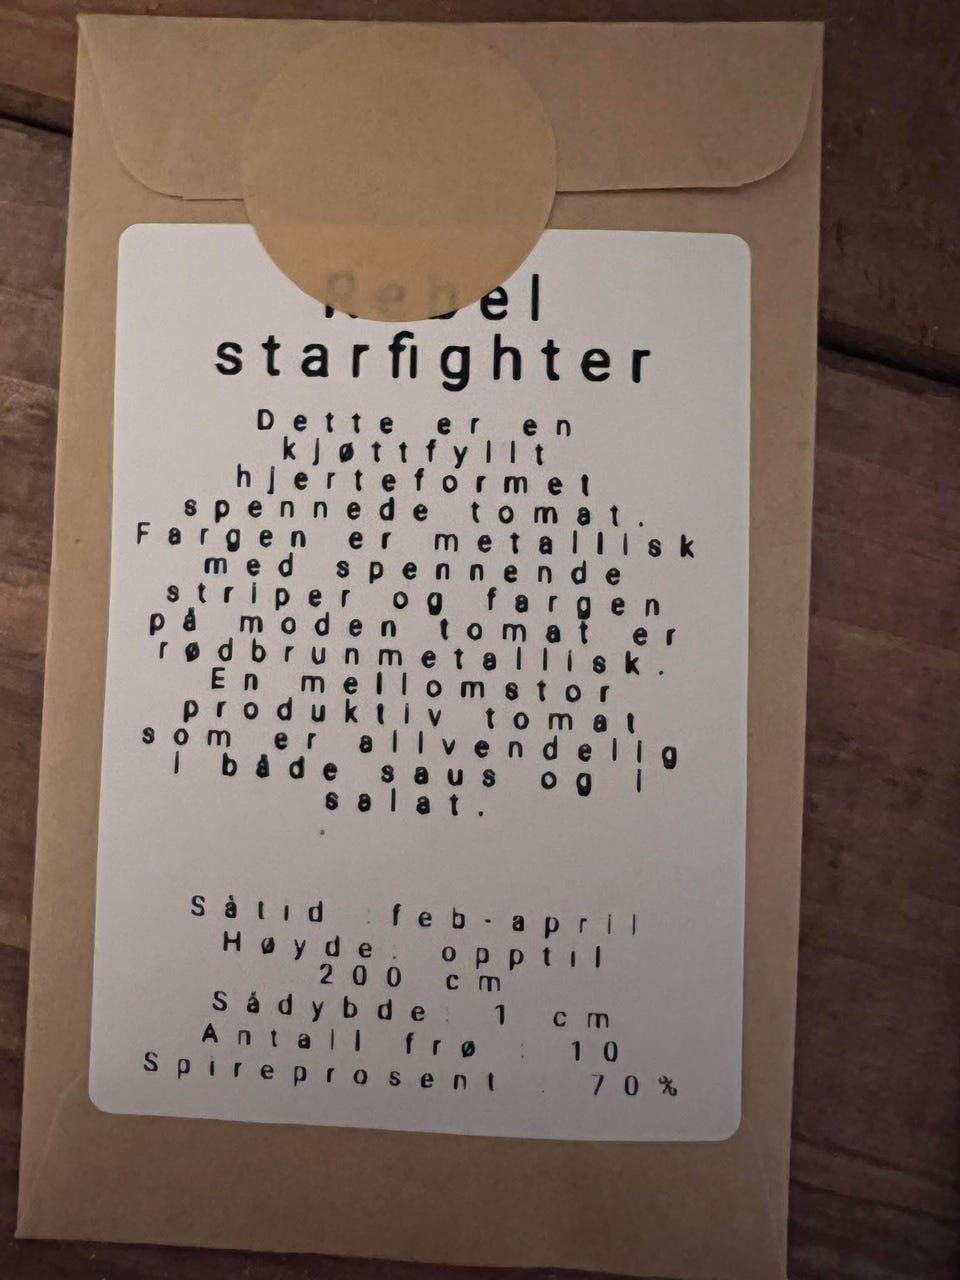 Rebel
starfighter
Dette er en
kjøttfyllt
hjerteformet
spennede tomat.
Fargen er metallisk
med spennende
striper og fargen
på moden tomat er
rødbrunmetallisk.
En mellomstor
produktiv tomat
som er allvendelig
i både saus og i
salat.
Såtid : feb-april
Høyde: opptil
200 cm
Sådybde: 1 cm
Antall frø : 10
Spireprosent : 70%